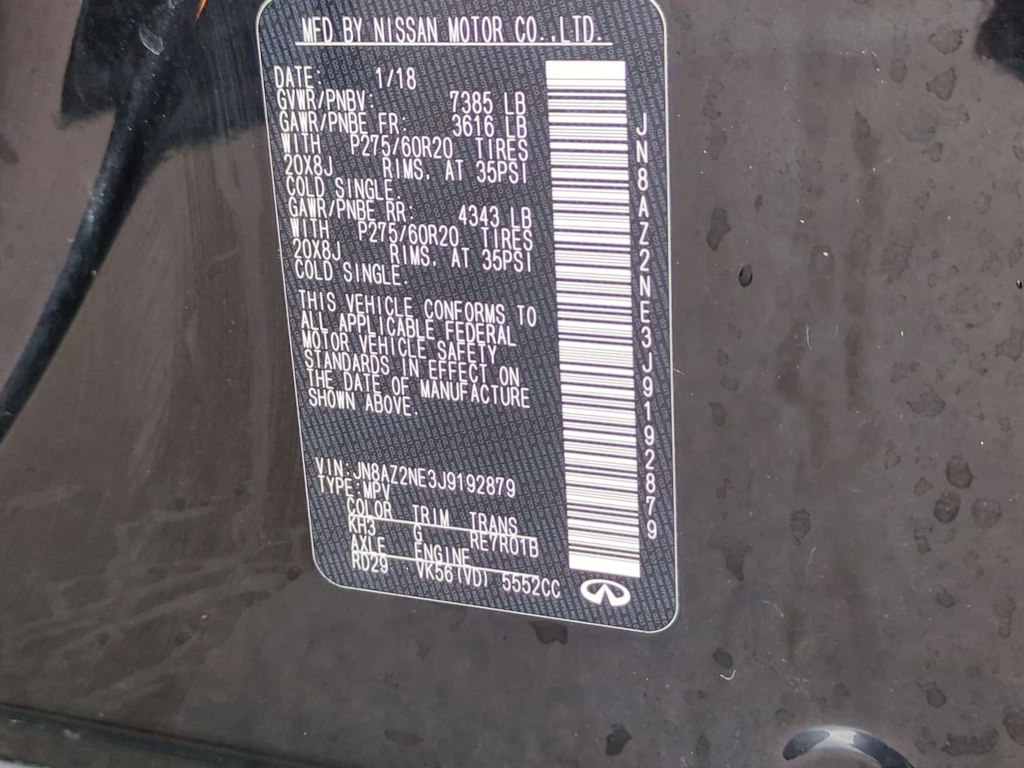 MFD BY NISSAN MOTOR CO.,LTD.
DATE: 1/18
GVWR/PNBV: 7385 LB
GAWR/PNBE FR: 3616 LB
WITH P275/60R20 TIRES
20X8J RIMS. AT 35PSI
COLD SINGLE.
GAWR/PNBE RR: 4343 LB
WITH P275/60R20 TIRES
20X8J RIMS. AT 35PSI
COLD SINGLE.
THIS VEHICLE CONFORMS TO
ALL APPLICABLE FEDERAL
MOTOR VEHICLE SAFETY
STANDARDS IN EFFECT ON
THE DATE OF MANUFACTURE
SHOWN ABOVE.
VIN:JN8AZ2NE3J9192879
TYPE:MPV
COLOR TRIM TRANS
KH3 G RE7R01B
AXLE ENGINE
RD29 VK56(VD) 5552CC
JN8AZ2NE3J9192879